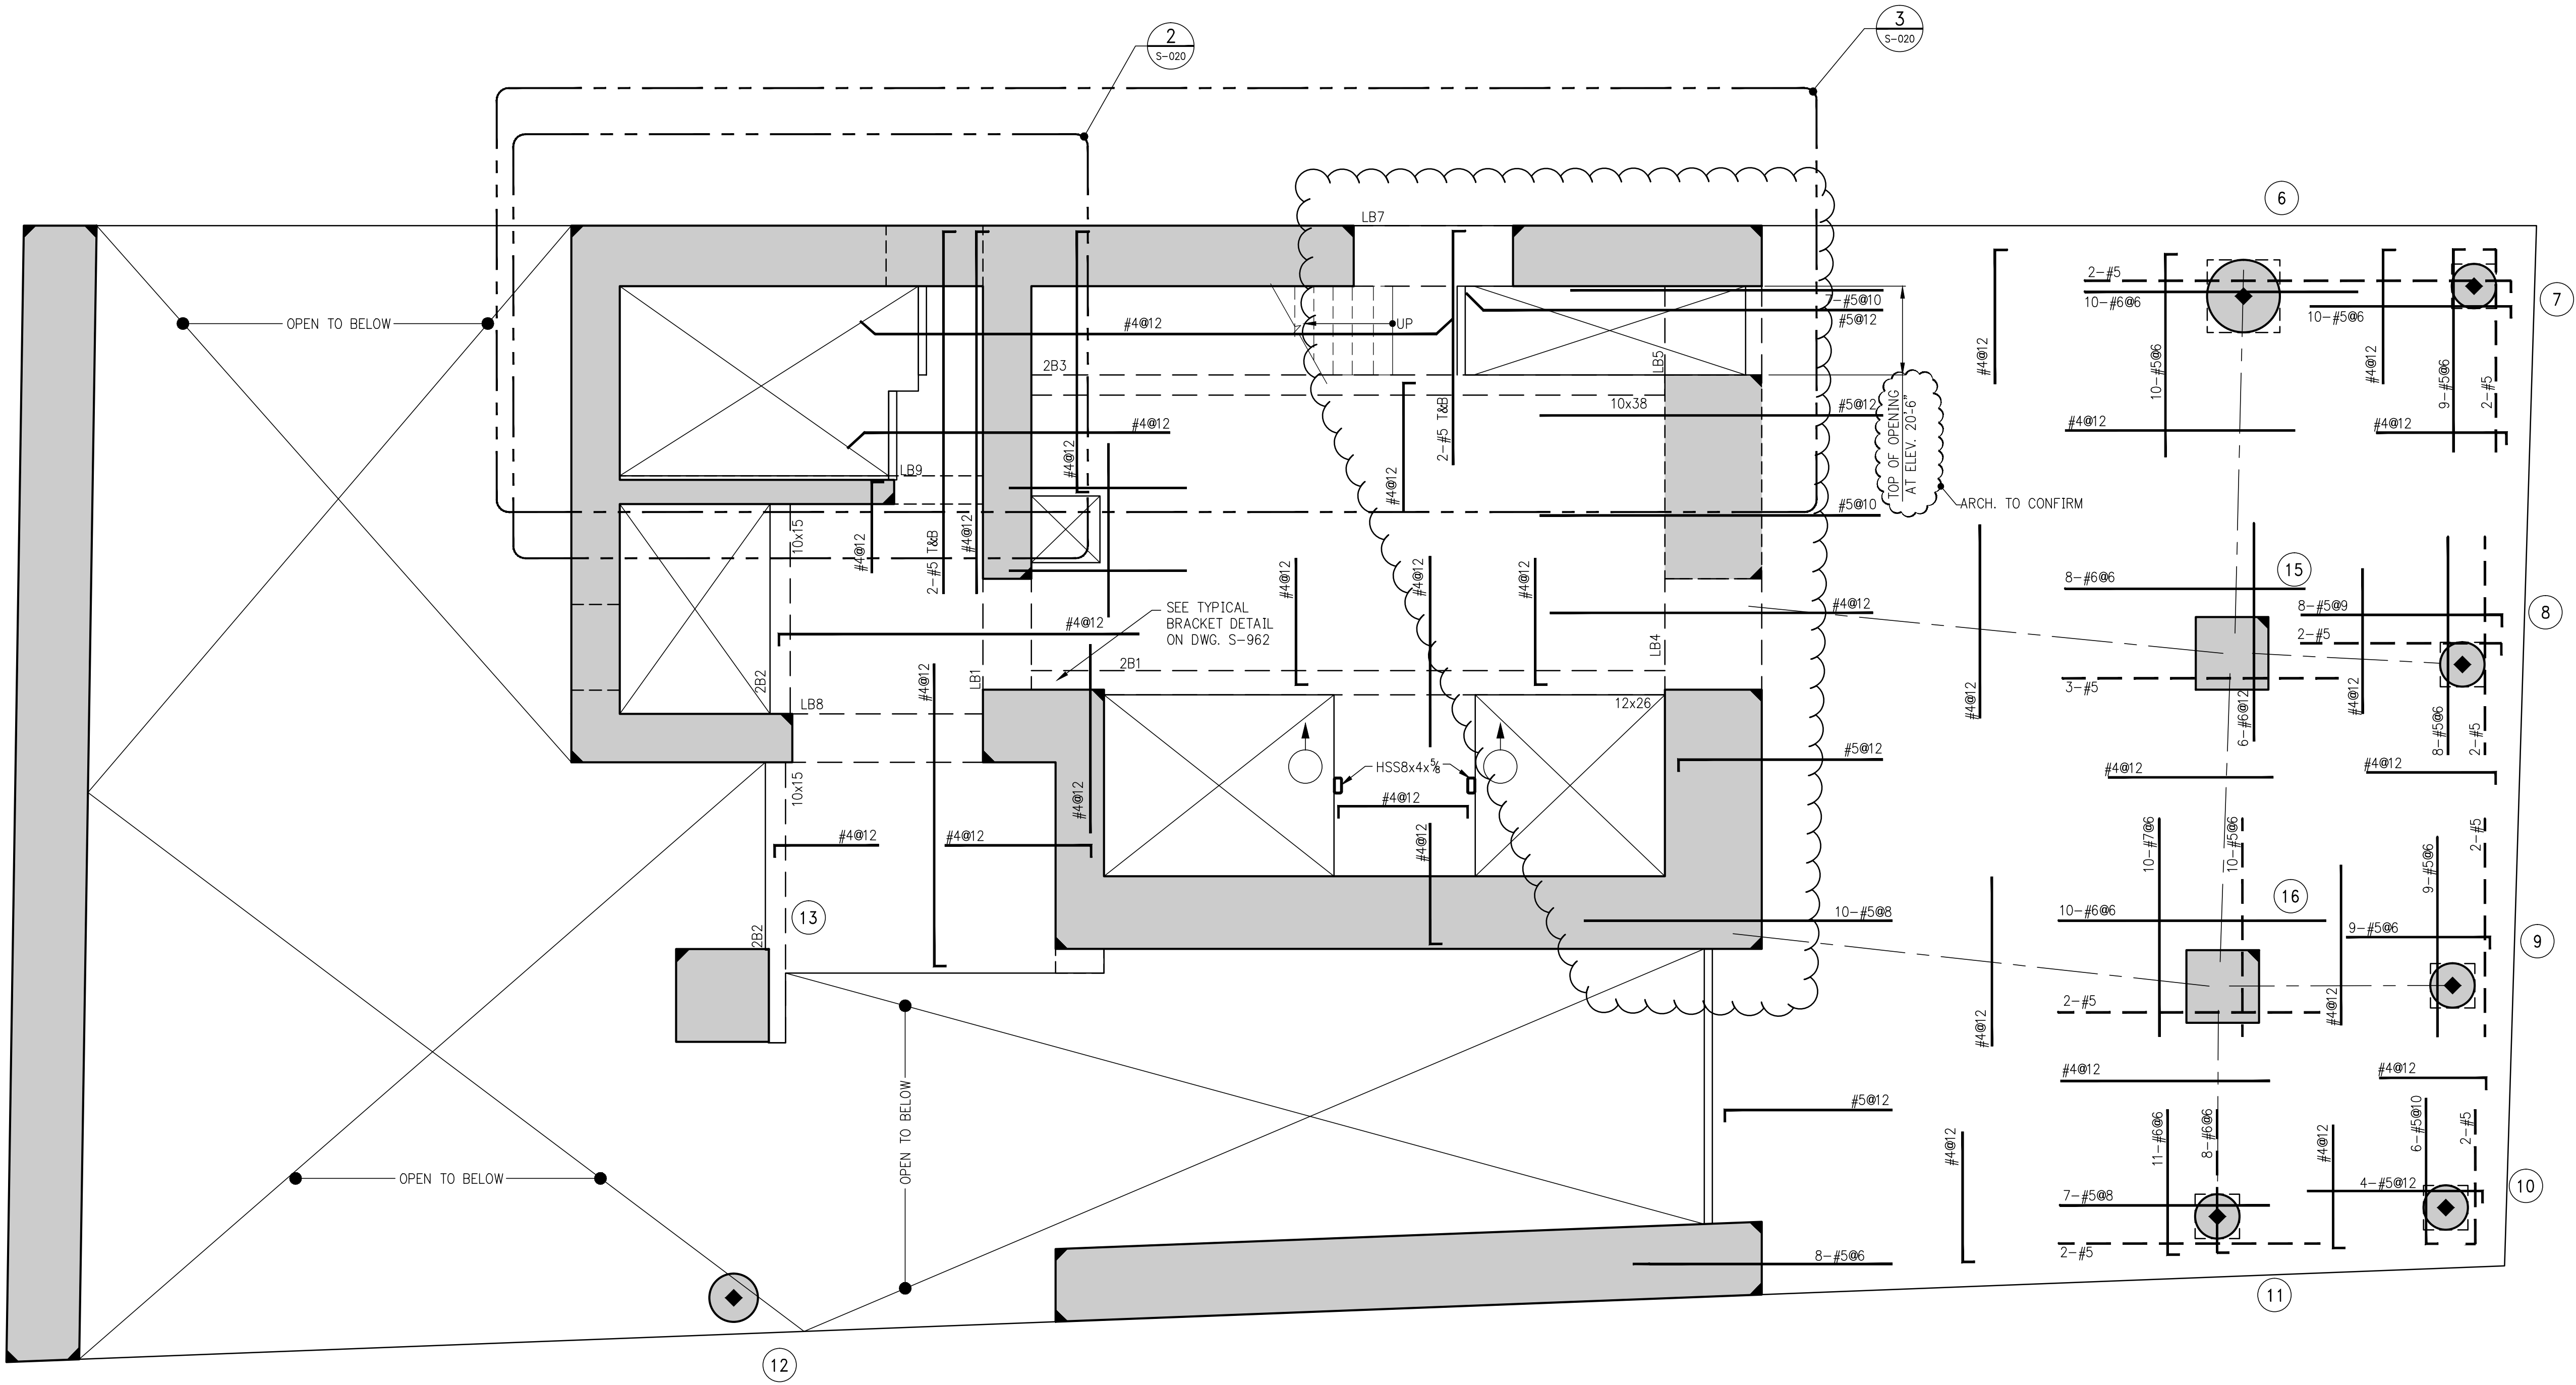 2
S-020
3
S-020
6
LB7
OPEN TO BELOW
#4@12
UP
7-#5@10
#5@12
2-#5
10-#6@6
10-#5@6
7
2B3
LB5
#4@12
10-#5@6
#4@12
9-#5@6
2-#5
10x38
#5@12
2-#5 T&B
TOP OF OPENING
AT ELEV. 20'-6"
#4@12
#4@12
#4@12
#4@12
LB9
#4@12
ARCH. TO CONFIRM
#5@10
10x15
#4@12
2-#5 T&B
#4@12
#4@12
#4@12
#4@12
15
8-#6@6
8-#5@9
8
SEE TYPICAL
BRACKET DETAIL
ON DWG. S-962
#4@12
#4@12
2-#5
LB4
2B1
2B2
LB1
#4@12
3-#5
#4@12
6-#6@12
#4@12
8-#5@6
2-#5
LB8
12x26
#5@12
HSS8x4x⅝
#4@12
#4@12
10x15
#4@12
#4@12
#4@12
#4@12
#4@12
10-#7@6
10-#5@6
2-#5
9-#5@6
16
13
10-#5@8
10-#6@6
9-#5@6
9
2B2
2-#5
#4@12
#4@12
#4@12
#4@12
OPEN TO BELOW
#5@12
6-#5@10
2-#5
#4@12
11-#6@6
8-#6@6
#4@12
OPEN TO BELOW
7-#5@8
4-#5@12
10
8-#5@6
2-#5
11
12